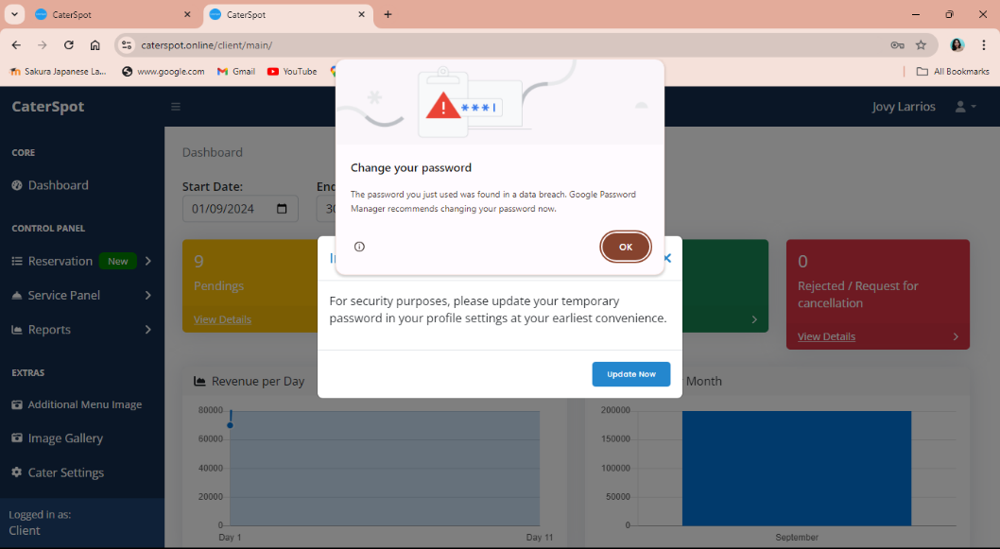 CaterSpot
CaterSpot
caterspot.online/client/main/
Sakura Japanese La...
www.google.com
Gmail
YouTube
All Bookmarks
CaterSpot
Jovy Larrios
CORE
Dashboard
CONTROL PANEL
Reservation
New
Service Panel
Reports
EXTRAS
Additional Menu Image
Image Gallery
Cater Settings
Logged in as:
Client
Dashboard
Start Date:
01/09/2024
***
Change your password
The password you just used was found in a data breach. Google Password
Manager recommends changing your password now.
OK
For security purposes, please update your temporary
password in your profile settings at your earliest convenience.
Update Now
9
Pendings
View Details
0
Rejected / Request for
cancellation
View Details
Revenue per Day
80000
60000
40000
20000
0
Day 1
Day 11
Month
200000
150000
100000
50000
0
September